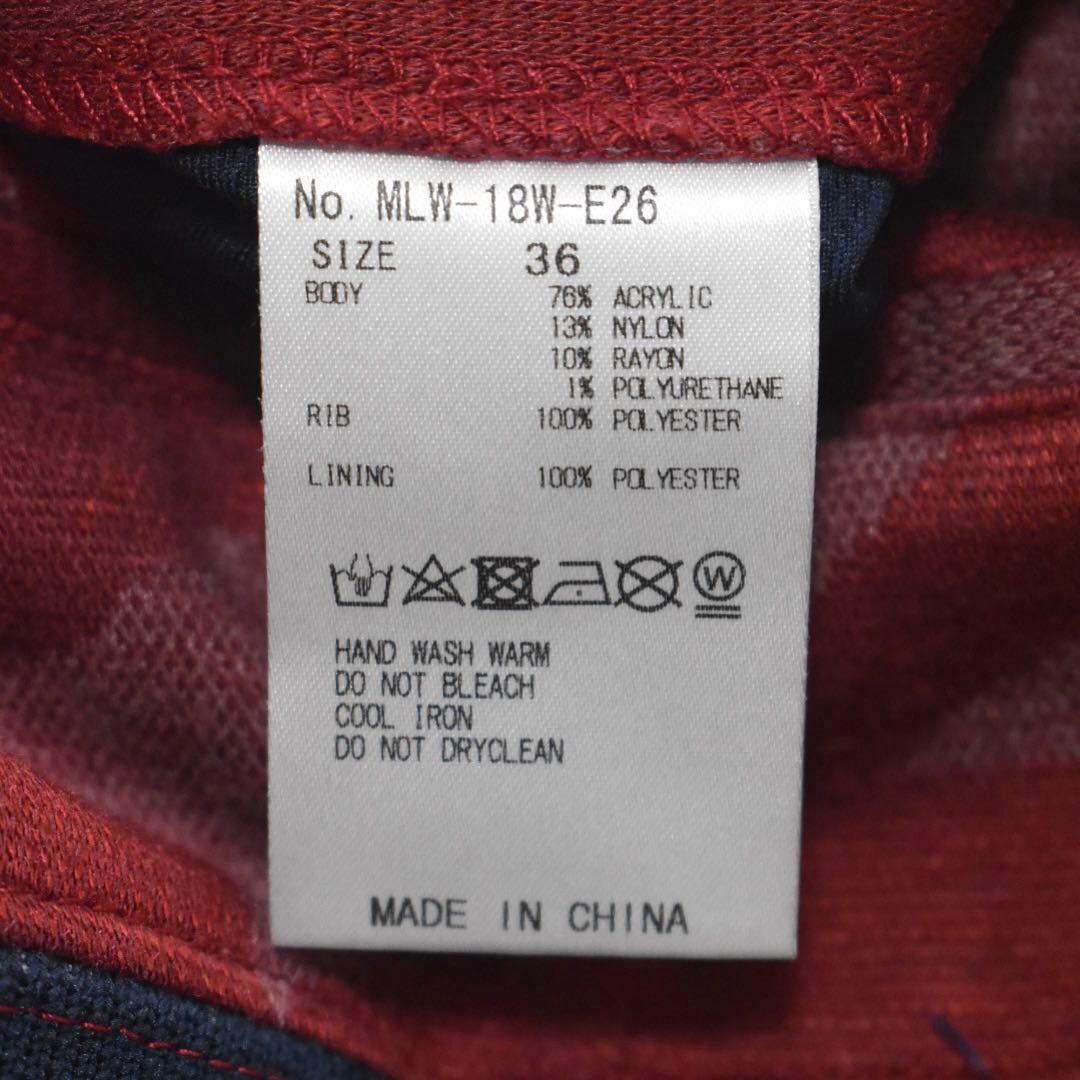 No. MLW-18W-E26
SIZE 36
BODY 76% ACRYLIC
13% NYLON
10% RAYON
1% POLYURETHANE
RIB 100% POLYESTER
LINING 100% POLYESTER
W
HAND WASH WARM
DO NOT BLEACH
COOL IRON
DO NOT DRYCLEAN
MADE IN CHINA